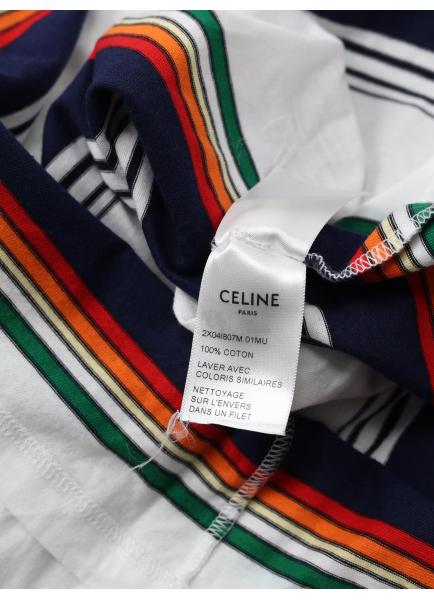 CELINE
PARIS
2X04I807M.01MU
100% COTON
LAVER AVEC
COLORIS SIMILAIRES
NETTOYAGE
SUR L'ENVERS
DANS UN FILET